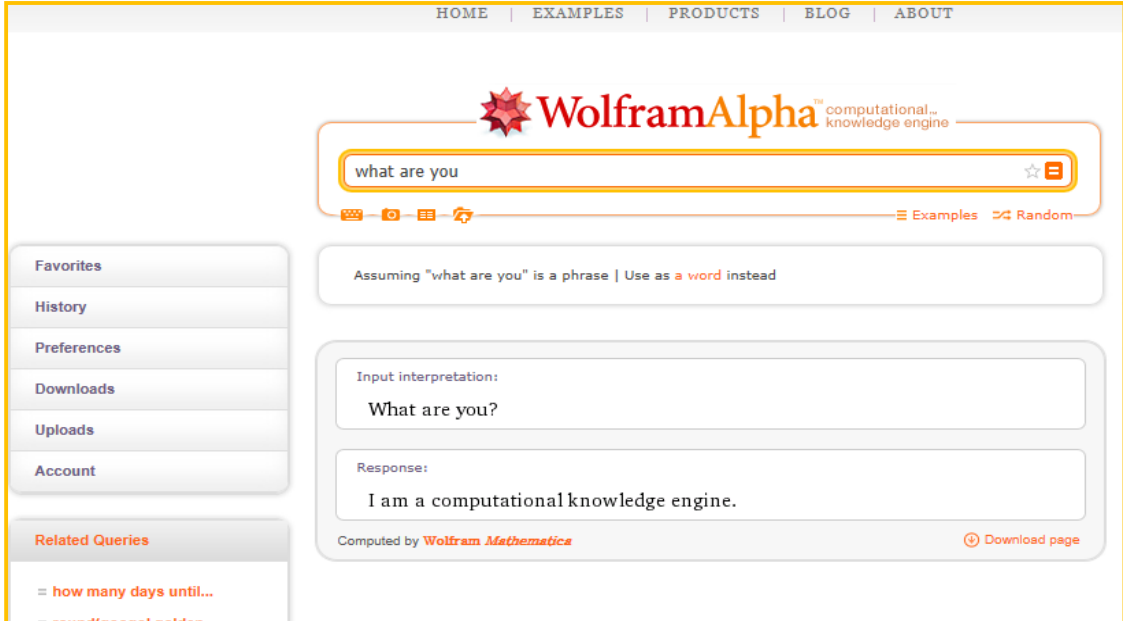 HOME | EXAMPLES | PRODUCTS | BLOG | ABOUT
WolframAlpha™ computational...
knowledge engine
what are you
Examples Random
Assuming "what are you" is a phrase | Use as a word instead
Favorites
History
Preferences
Downloads
Uploads
Account
Input interpretation:
What are you?
Response:
I am a computational knowledge engine.
Computed by Wolfram Mathematica
Download page
Related Queries
= how many days until...